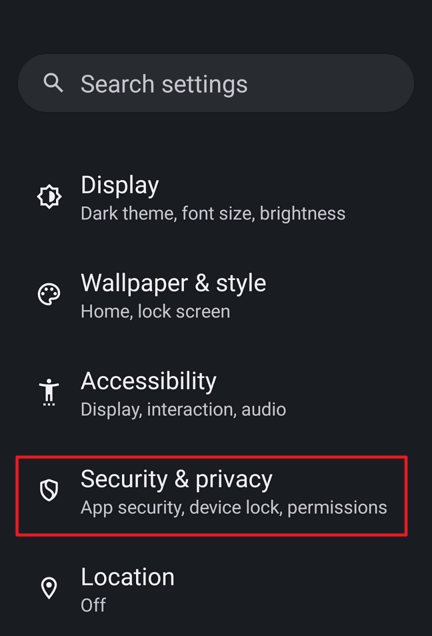 Search settings
Display
Dark theme, font size, brightness
Wallpaper & style
Home, lock screen
Accessibility
Display, interaction, audio
Security & privacy
App security, device lock, permissions
Location
Off